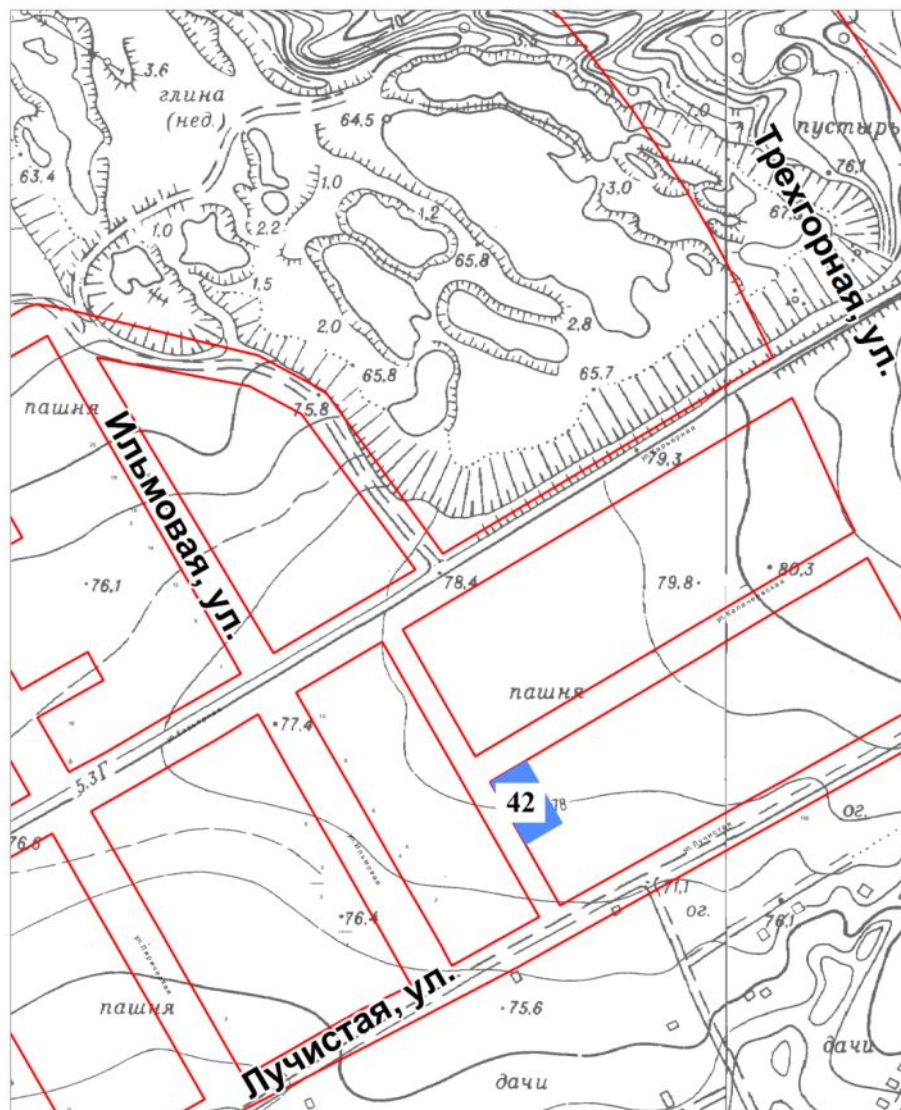 3.6
глина
(нед.)
64.5
1.0
пустырь
Трехгорная, ул.
76,1
63.4
3.0
1.0
1.2
2.2
1.0
65.8
1.5
2.0
2.8
65.8
65.7
75.8
пашня
Ильмовая, ул.
79,3
76,1
78,4
79.8
80,3
ул.Калачевская
пашня
77.4
5.3Г
42
78
ог.
76.8
ул.Лучистая
71,1
ог.
76,1
76.4
пашня
Лучистая, ул.
75.6
дачи
дачи